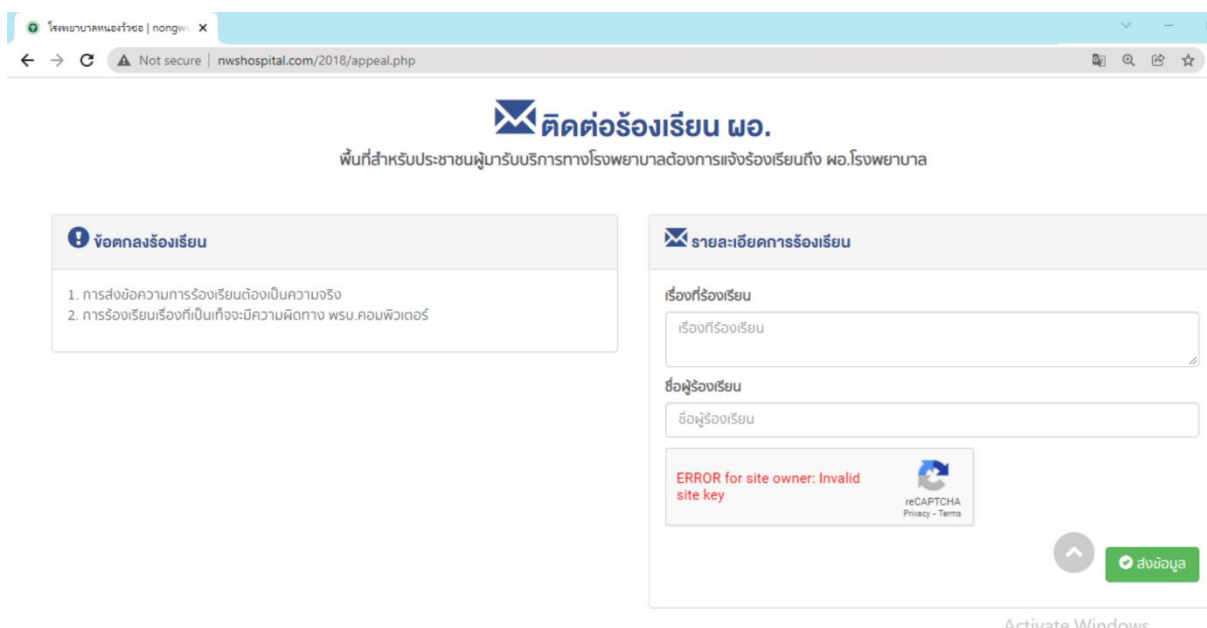 โรงพยาบาลหนองวัวซอ | nongwu
Not secure | nwshospital.com/2018/appeal.php
ติดต่อร้องเรียน ผอ.
พื้นที่สำหรับประชาชนผู้มารับบริการทางโรงพยาบาลต้องการแจ้งร้องเรียนถึง ผอ.โรงพยาบาล
ข้อตกลงร้องเรียน
1. การส่งข้อความการร้องเรียนต้องเป็นความจริง
2. การร้องเรียนเรื่องที่เป็นเท็จจะมีความผิดทาง พรบ.คอมพิวเตอร์
รายละเอียดการร้องเรียน
เรื่องที่ร้องเรียน
เรื่องที่ร้องเรียน
ชื่อผู้ร้องเรียน
ชื่อผู้ร้องเรียน
ERROR for site owner: Invalid
site key
reCAPTCHA
Privacy - Terms
ส่งข้อมูล
Activate Windows